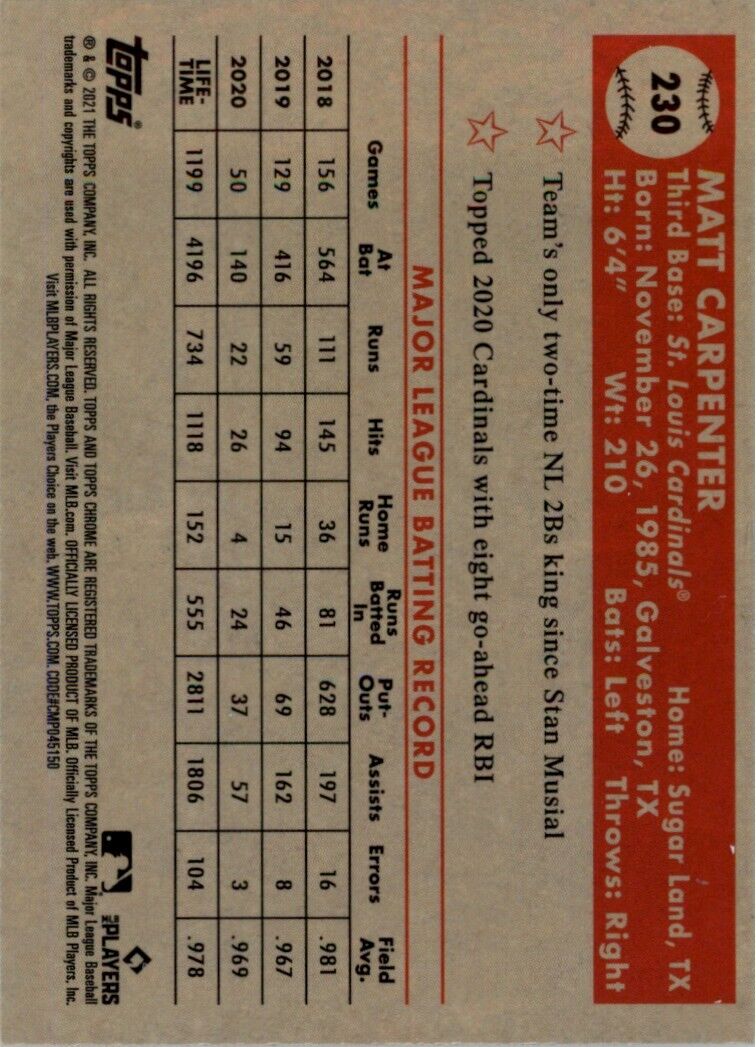 230
MATT CARPENTER
Third Base: St. Louis Cardinals® Home: Sugar Land, TX
Born: November 26, 1985, Galveston, TX
Ht: 6'4" Wt: 210 Bats: Left Throws: Right
Team's only two-time NL 2Bs king since Stan Musial
Topped 2020 Cardinals with eight go-ahead RBI
MAJOR LEAGUE BATTING RECORD
Games At Bat Runs Hits Home Runs Runs Batted In Put-Outs Assists Errors Field Avg.
2018 156 564 111 145 36 81 628 197 16 .981
2019 129 416 59 94 15 46 69 162 8 .967
2020 50 140 22 26 4 24 37 57 3 .969
LIFE-TIME 1199 4196 734 1118 152 555 2811 1806 104 .978
topps®
® & © 2021 THE TOPPS COMPANY, INC. ALL RIGHTS RESERVED. TOPPS AND TOPPS CHROME ARE REGISTERED TRADEMARKS OF THE TOPPS COMPANY, INC. Major League Baseball
trademarks and copyrights are used with permission of Major League Baseball. Visit MLB.com. OFFICIALLY LICENSED PRODUCT OF MLB. Officially Licensed Product of MLB Players, Inc.
Visit MLBPLAYERS.COM, the Players Choice on the web. WWW.TOPPS.COM. CODE#CMP045150
MLB PLAYERS